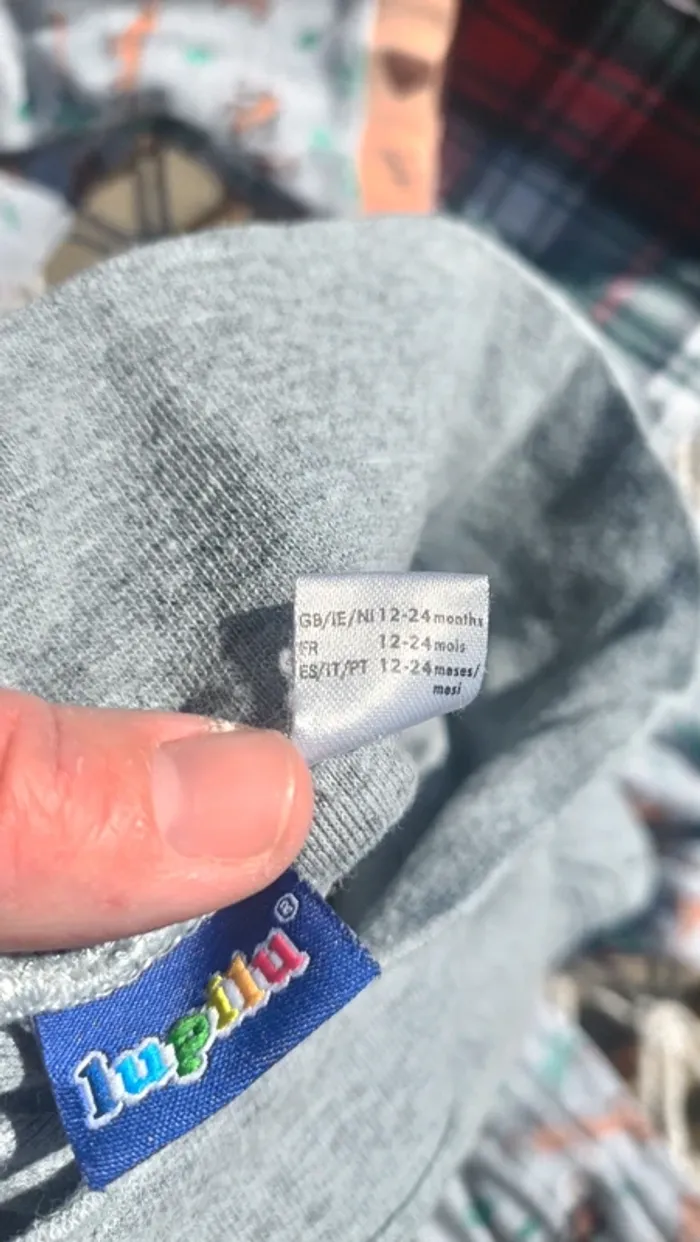 GB/IE/NI 12-24 months
FR 12-24 mois
ES/IT/PT 12-24 meses/
mesi
lupilu®